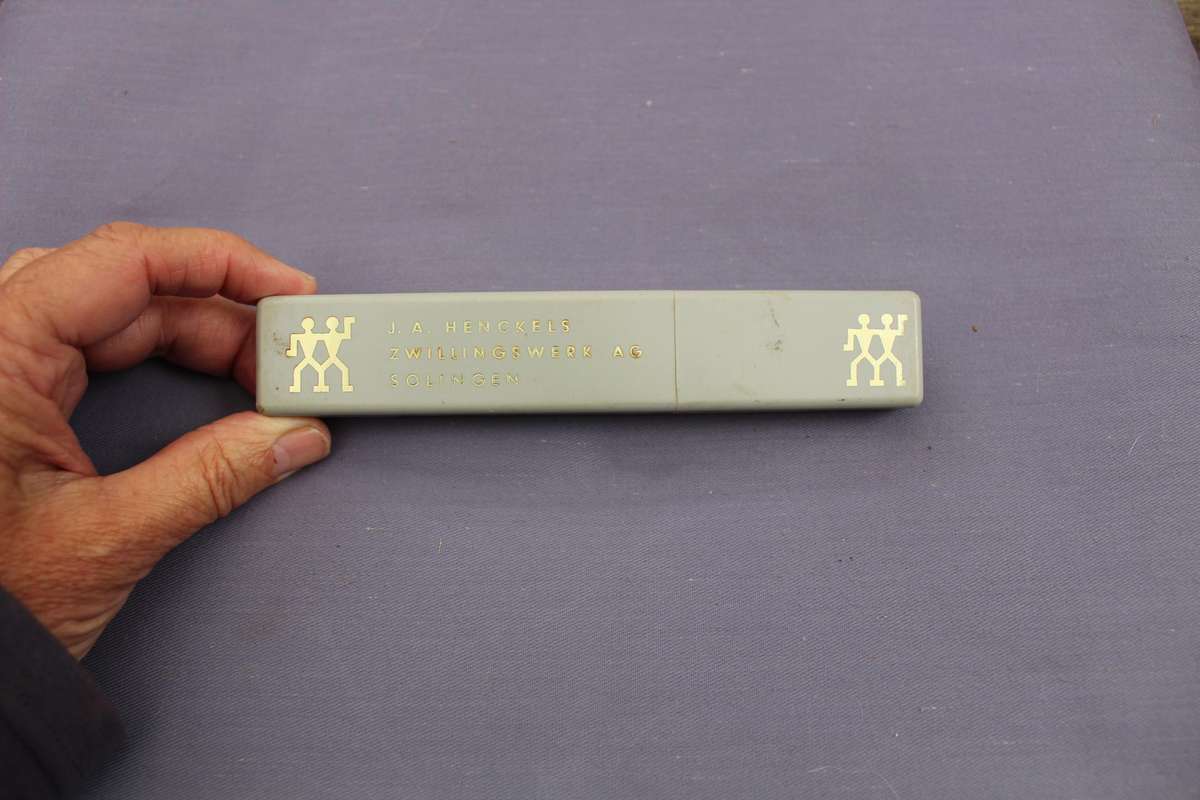 J. A. HENCKELS
ZWILLINGSWERK AG
SOLINGEN